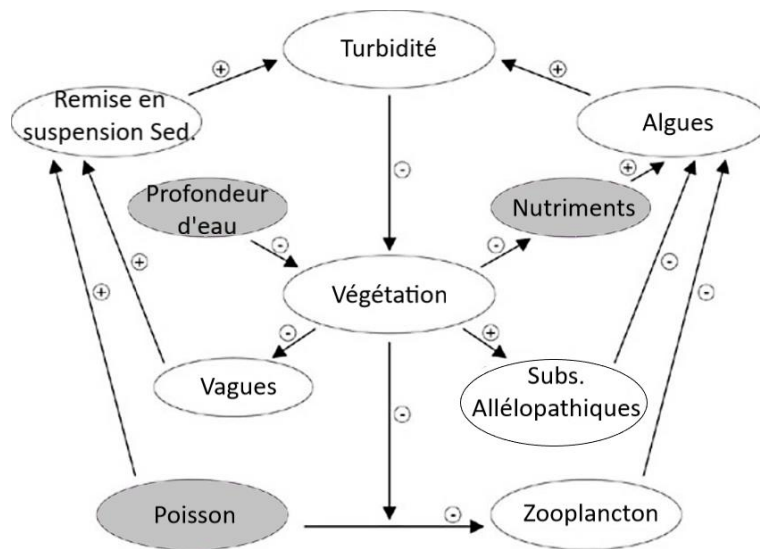 Turbidité
+
+
Remise en
suspension Sed.
Algues
-
+
Profondeur
d'eau
Nutriments
-
-
+
-
Végétation
-
+
-
+
-
Vagues
Subs.
Allélopathiques
-
Poisson
-
Zooplancton